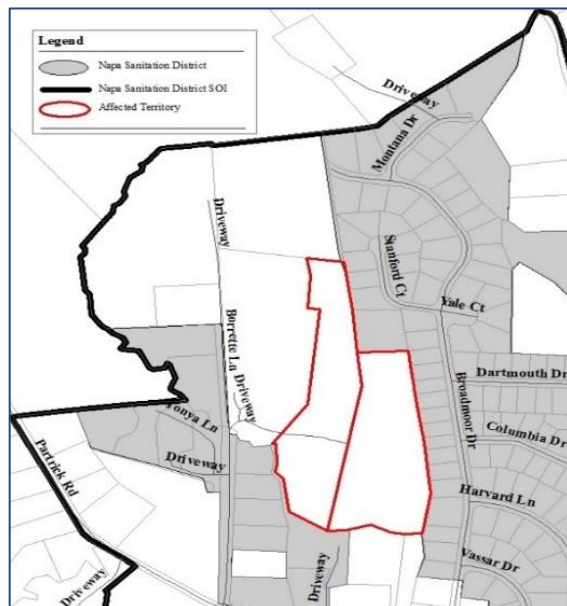 Legend
Napa Sanitation District
Napa Sanitation District SOI
Affected Territory
Driveway
Montana Dr
Driveway
Stanford Ct
Yale Ct
Borrette Ln
Driveway
Dartmouth Dr
Broadmoor Dr
Tonya Ln
Columbia Dr
Partrick Rd
Driveway
Harvard Ln
Vassar Dr
Driveway
Driveway